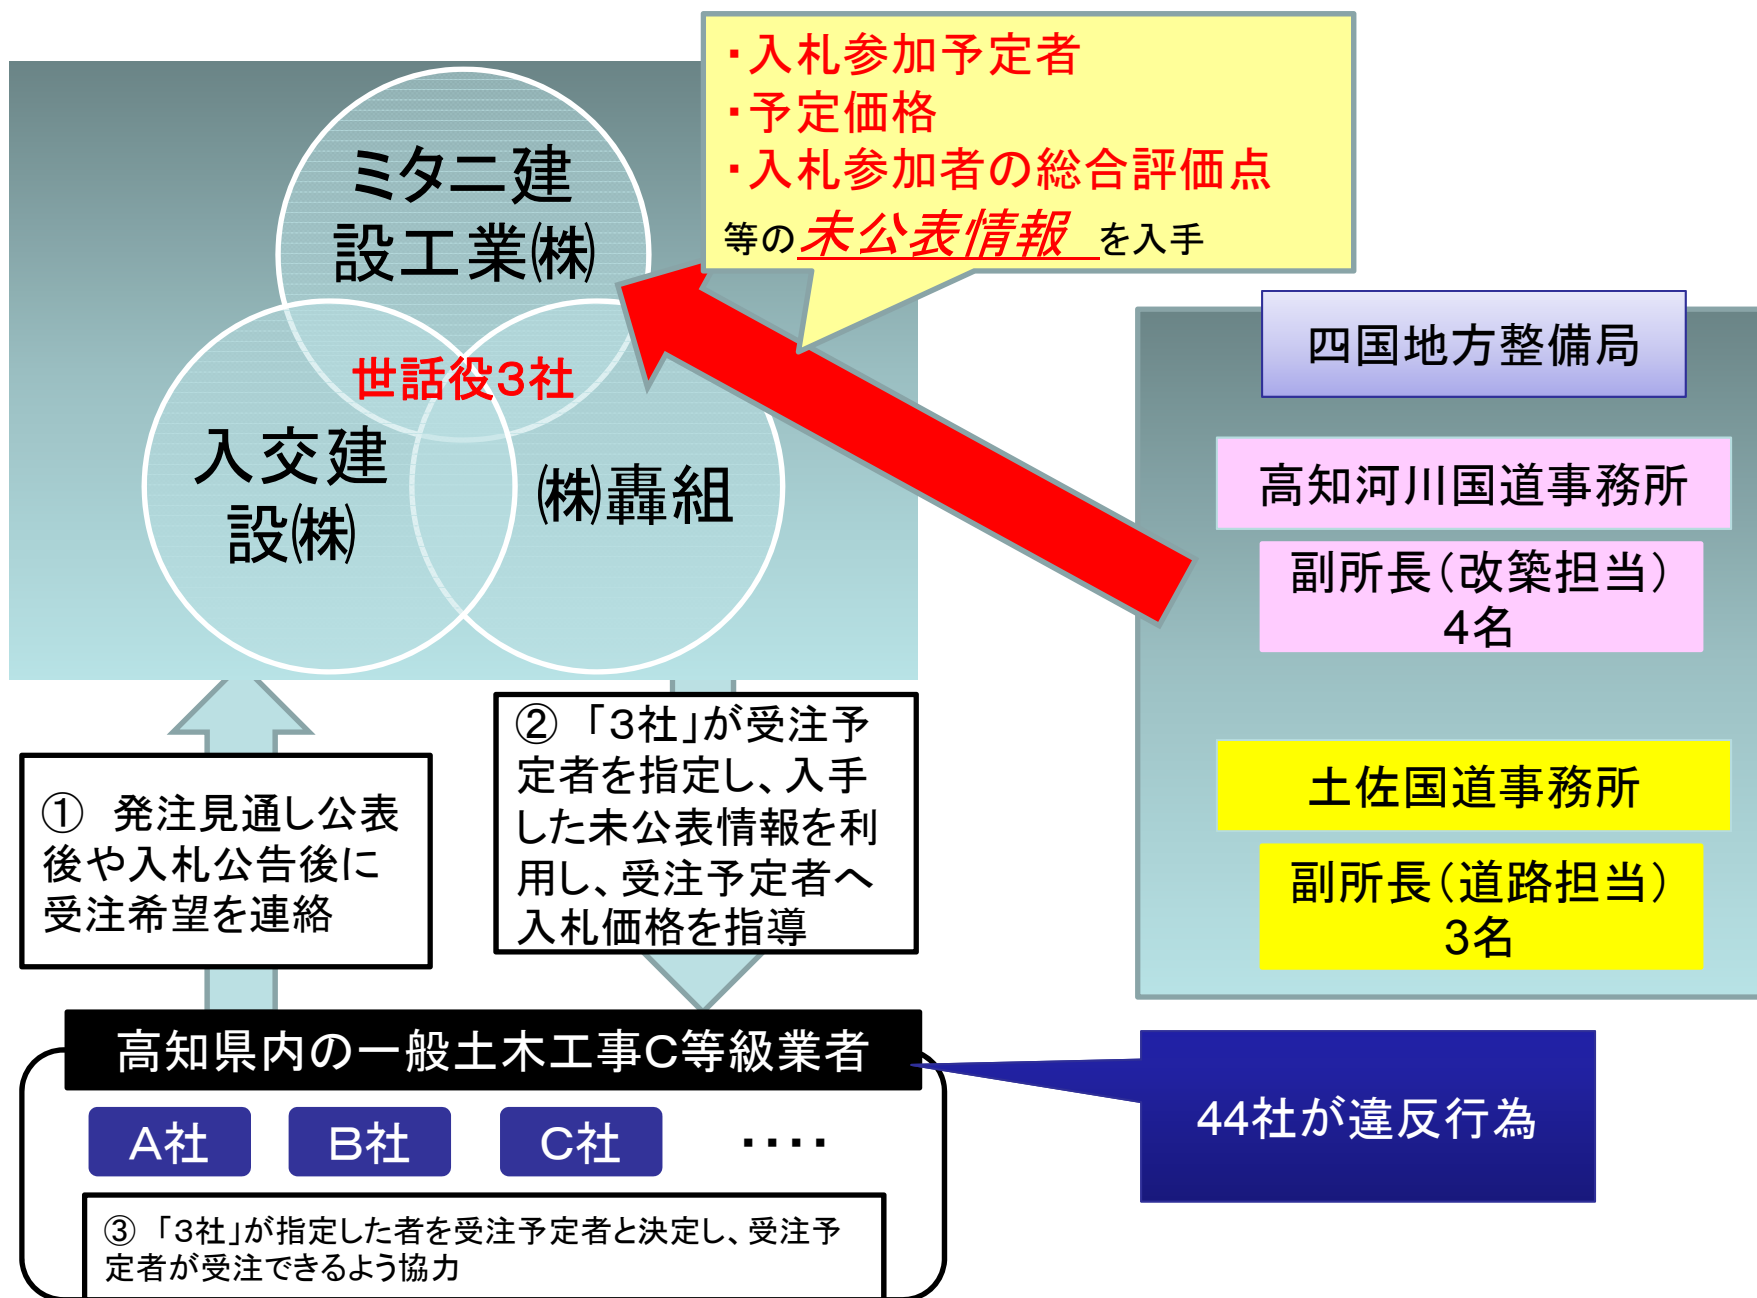 ・入札参加予定者
・予定価格
・入札参加者の総合評価点
等の未公表情報 を入手
ミタニ建
設工業㈱
世話役3社
入交建
設㈱
㈱轟組
四国地方整備局
高知河川国道事務所
副所長（改築担当）
4名
土佐国道事務所
副所長（道路担当）
3名
① 発注見通し公表
後や入札公告後に
受注希望を連絡
② 「3社」が受注予
定者を指定し、入手
した未公表情報を利
用し、受注予定者へ
入札価格を指導
高知県内の一般土木工事C等級業者
A社
B社
C社
・・・・
44社が違反行為
③ 「3社」が指定した者を受注予定者と決定し、受注予
定者が受注できるよう協力